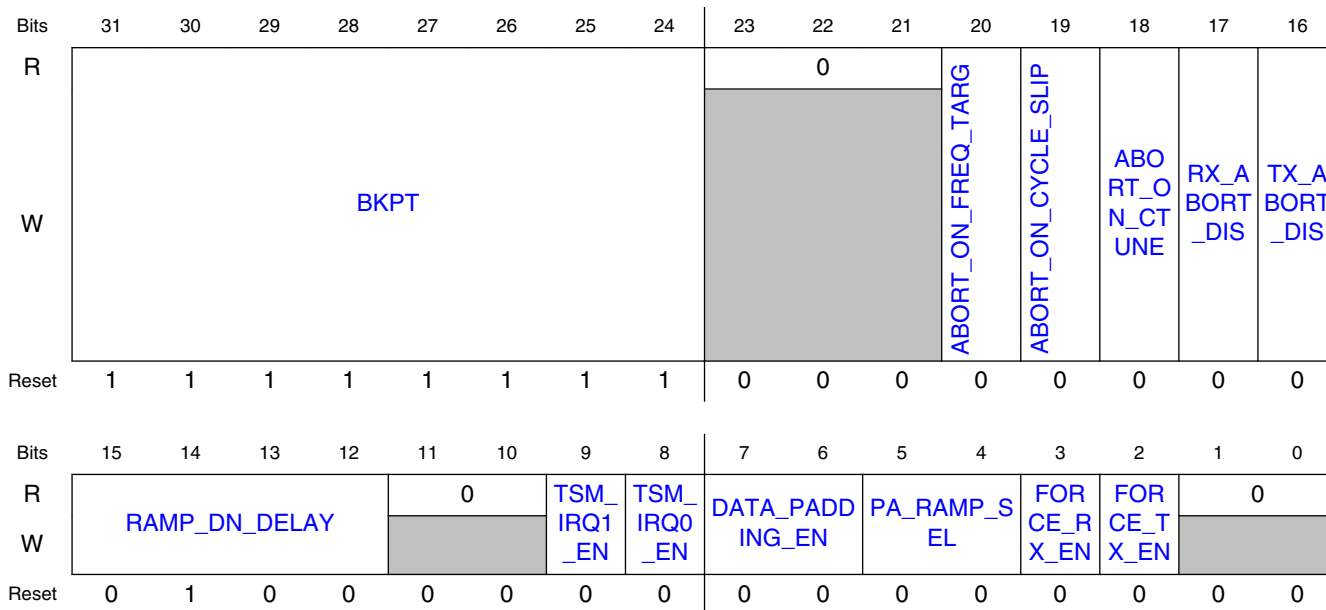 Bits 31 30 29 28 27 26 25 24 23 22 21 20 19 18 17 16
R 0
W
BKPT
ABORT_ON_FREQ_TARG
ABORT_ON_CYCLE_SLIP
ABO
RT_O
N_CT
UNE
RX_A
BORT
_DIS
TX_A
BORT
_DIS
Reset 1 1 1 1 1 1 1 1 0 0 0 0 0 0 0 0
Bits 15 14 13 12 11 10 9 8 7 6 5 4 3 2 1 0
R 0 0
W
RAMP_DN_DELAY
TSM_
IRQ1
_EN
TSM_
IRQ0
_EN
DATA_PADD
ING_EN
PA_RAMP_S
EL
FOR
CE_R
X_EN
FOR
CE_T
X_EN
Reset 0 1 0 0 0 0 0 0 0 0 0 0 0 0 0 0